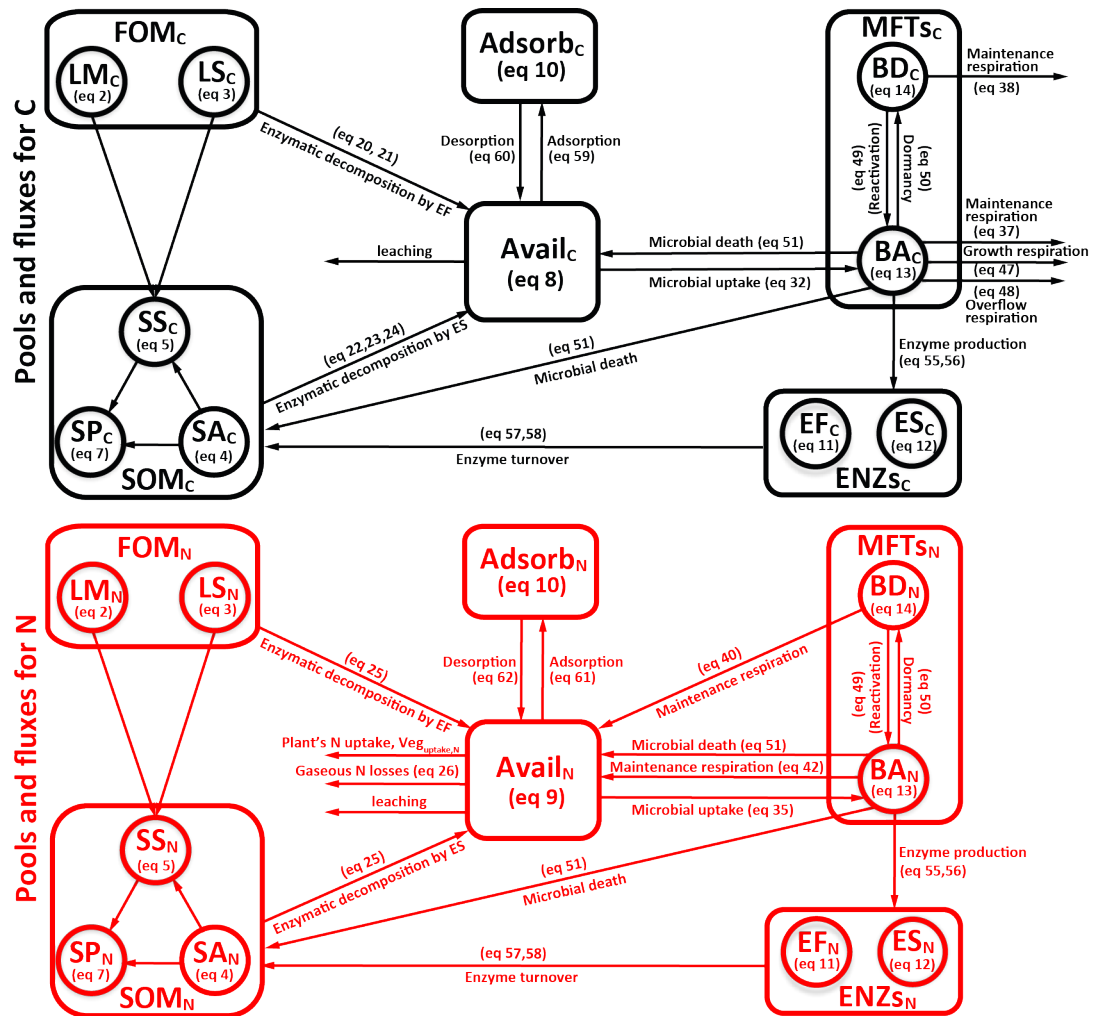 Pools and fluxes for C
FOMC
LMC
(eq 2)
LSC
(eq 3)
(eq 20, 21)
Enzymatic decomposition by EF
AdsorbC
(eq 10)
Desorption
(eq 60)
Adsorption
(eq 59)
AvailC
(eq 8)
leaching
MFTsC
BDC
(eq 14)
Maintenance
respiration
(eq 38)
(eq 49)
(Reactivation)
(eq 50)
Dormancy
BAC
(eq 13)
Maintenance
respiration
(eq 37)
Growth respiration
(eq 47)
(eq 48)
Overflow
respiration
Microbial death (eq 51)
Microbial uptake (eq 32)
SSC
(eq 5)
SPC
(eq 7)
SAC
(eq 4)
SOMC
(eq 22,23,24)
Enzymatic decomposition by ES
(eq 51)
Microbial death
Enzyme production
(eq 55,56)
(eq 57,58)
Enzyme turnover
EFC
(eq 11)
ESC
(eq 12)
ENZsC
Pools and fluxes for N
FOMN
LMN
(eq 2)
LSN
(eq 3)
(eq 25)
Enzymatic decomposition by EF
AdsorbN
(eq 10)
Desorption
(eq 62)
Adsorption
(eq 61)
AvailN
(eq 9)
Plant's N uptake, Veguptake,N
Gaseous N losses (eq 26)
leaching
MFTsN
BDN
(eq 14)
(eq 40)
Maintenance respiration
(eq 49)
(Reactivation)
(eq 50)
Dormancy
BAN
(eq 13)
Microbial death (eq 51)
Maintenance respiration (eq 42)
Microbial uptake (eq 35)
SSN
(eq 5)
SPN
(eq 7)
SAN
(eq 4)
SOMN
(eq 25)
Enzymatic decomposition by ES
(eq 51)
Microbial death
Enzyme production
(eq 55,56)
(eq 57,58)
Enzyme turnover
EFN
(eq 11)
ESN
(eq 12)
ENZsN